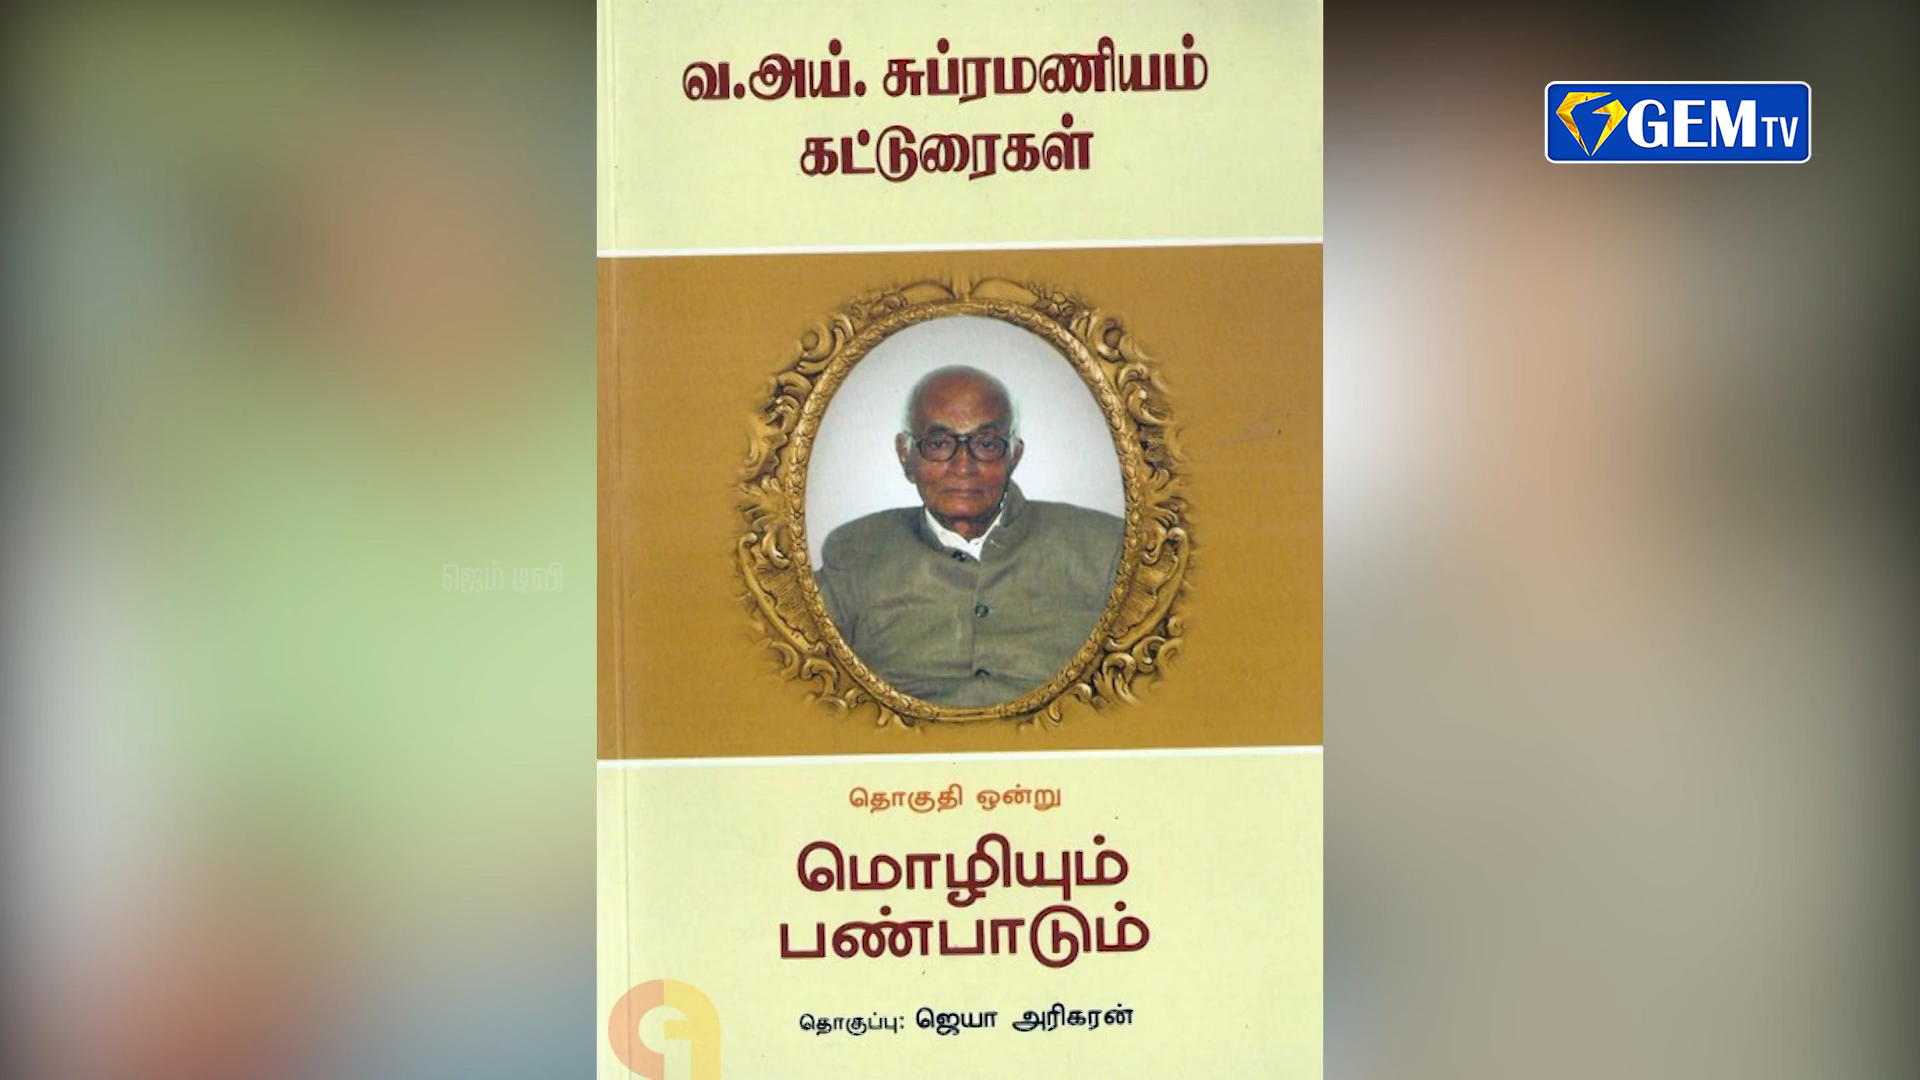 வ.அய். சுப்ரமணியம்
கட்டுரைகள்
GEM TV
ஜெம் டிவி
தொகுதி ஒன்று
மொழியும்
பண்பாடும்
தொகுப்பு: ஜெயா அரிகரன்